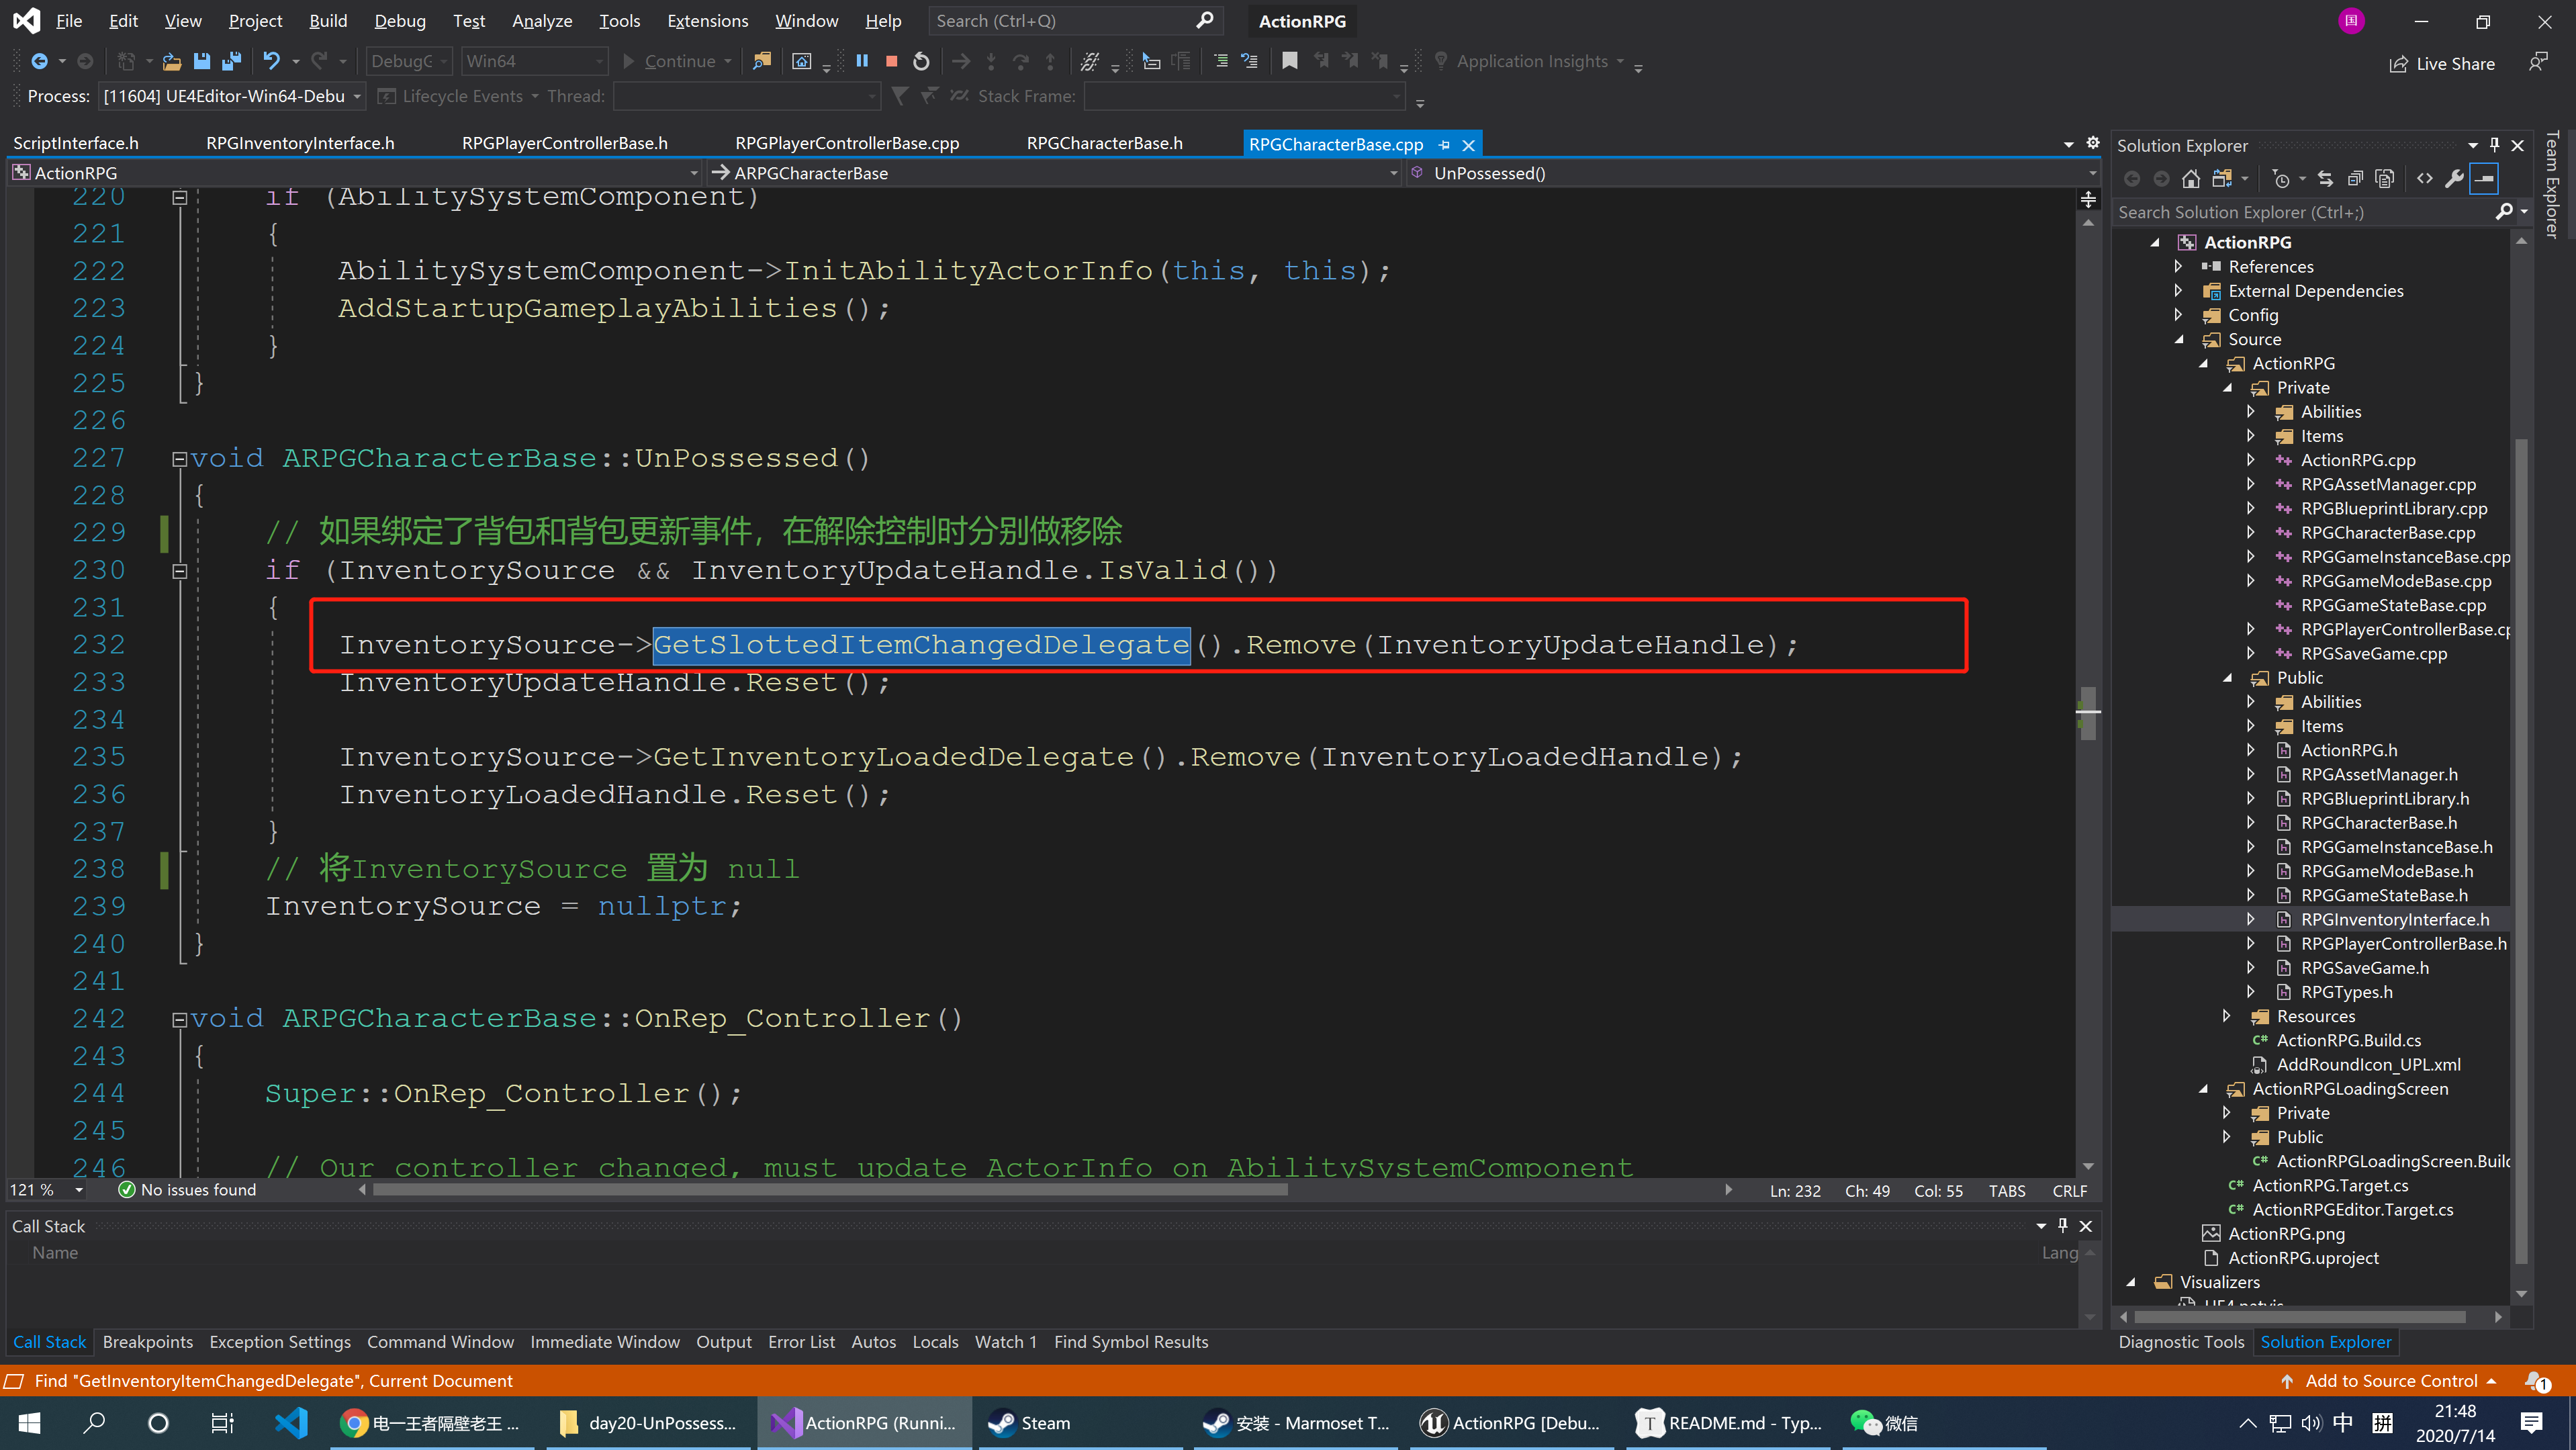 File Edit View Project Build Debug Test Analyze Tools Extensions Window Help Search (Ctrl+Q) ActionRPG 国
DebugG Win64 Continue Application Insights Live Share
Process: [11604] UE4Editor-Win64-Debu Lifecycle Events Thread: Stack Frame:
ScriptInterface.h RPGInventoryInterface.h RPGPlayerControllerBase.h RPGPlayerControllerBase.cpp RPGCharacterBase.h RPGCharacterBase.cpp
ActionRPG ARPGCharacterBase UnPossessed()
220 if (AbilitySystemComponent)
221 {
222 AbilitySystemComponent->InitAbilityActorInfo(this, this);
223 AddStartupGameplayAbilities();
224 }
225 }
226
227 void ARPGCharacterBase::UnPossessed()
228 {
229 // 如果绑定了背包和背包更新事件，在解除控制时分别做移除
230 if (InventorySource && InventoryUpdateHandle.IsValid())
231 {
232 InventorySource->GetSlottedItemChangedDelegate().Remove(InventoryUpdateHandle);
233 InventoryUpdateHandle.Reset();
234
235 InventorySource->GetInventoryLoadedDelegate().Remove(InventoryLoadedHandle);
236 InventoryLoadedHandle.Reset();
237 }
238 // 将InventorySource 置为 null
239 InventorySource = nullptr;
240 }
241
242 void ARPGCharacterBase::OnRep_Controller()
243 {
244 Super::OnRep_Controller();
245
246 // Our controller changed, must update ActorInfo on AbilitySystemComponent
121 % No issues found Ln: 232 Ch: 49 Col: 55 TABS CRLF
Call Stack
Name Lang
Call Stack Breakpoints Exception Settings Command Window Immediate Window Output Error List Autos Locals Watch 1 Find Symbol Results
Solution Explorer
Search Solution Explorer (Ctrl+;)
ActionRPG
References
External Dependencies
Config
Source
ActionRPG
Private
Abilities
Items
ActionRPG.cpp
RPGAssetManager.cpp
RPGBlueprintLibrary.cpp
RPGCharacterBase.cpp
RPGGameInstanceBase.cpp
RPGGameModeBase.cpp
RPGGameStateBase.cpp
RPGPlayerControllerBase.cp
RPGSaveGame.cpp
Public
Abilities
Items
ActionRPG.h
RPGAssetManager.h
RPGBlueprintLibrary.h
RPGCharacterBase.h
RPGGameInstanceBase.h
RPGGameModeBase.h
RPGGameStateBase.h
RPGInventoryInterface.h
RPGPlayerControllerBase.h
RPGSaveGame.h
RPGTypes.h
Resources
ActionRPG.Build.cs
AddRoundIcon_UPL.xml
ActionRPGLoadingScreen
Private
Public
ActionRPGLoadingScreen.Build
ActionRPG.Target.cs
ActionRPGEditor.Target.cs
ActionRPG.png
ActionRPG.uproject
Visualizers
UE4.natvis
Diagnostic Tools Solution Explorer
Team Explorer
Find "GetInventoryItemChangedDelegate", Current Document Add to Source Control 1
电一王者隔壁老王 ... day20-UnPossess... ActionRPG (Runni... Steam 安装 - Marmoset T... ActionRPG [Debu... README.md - Typ... 微信 中 拼 21:48
2020/7/14